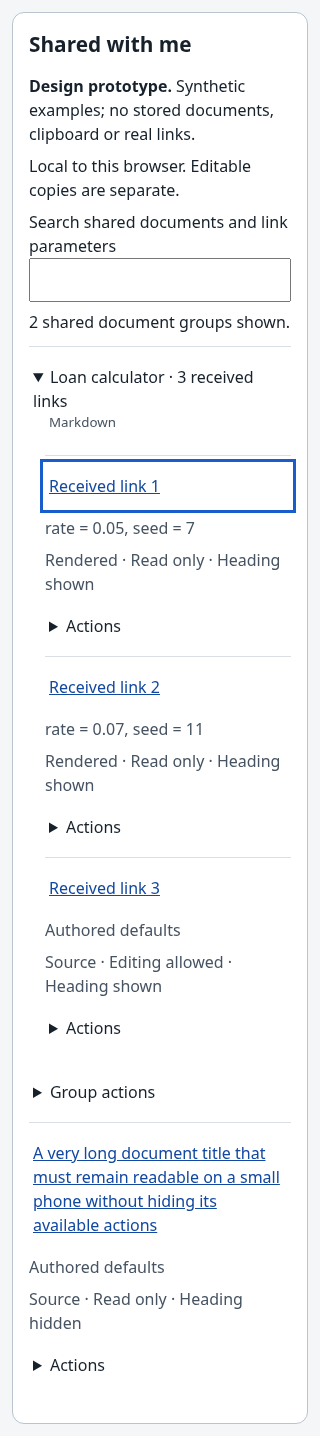 Shared with me
Design prototype. Synthetic
examples; no stored documents,
clipboard or real links.
Local to this browser. Editable
copies are separate.
Search shared documents and link
parameters
2 shared document groups shown.
▼ Loan calculator · 3 received
links
Markdown
Received link 1
rate = 0.05, seed = 7
Rendered · Read only · Heading
shown
▶ Actions
Received link 2
rate = 0.07, seed = 11
Rendered · Read only · Heading
shown
▶ Actions
Received link 3
Authored defaults
Source · Editing allowed ·
Heading shown
▶ Actions
▶ Group actions
A very long document title that
must remain readable on a small
phone without hiding its
available actions
Authored defaults
Source · Read only · Heading
hidden
▶ Actions